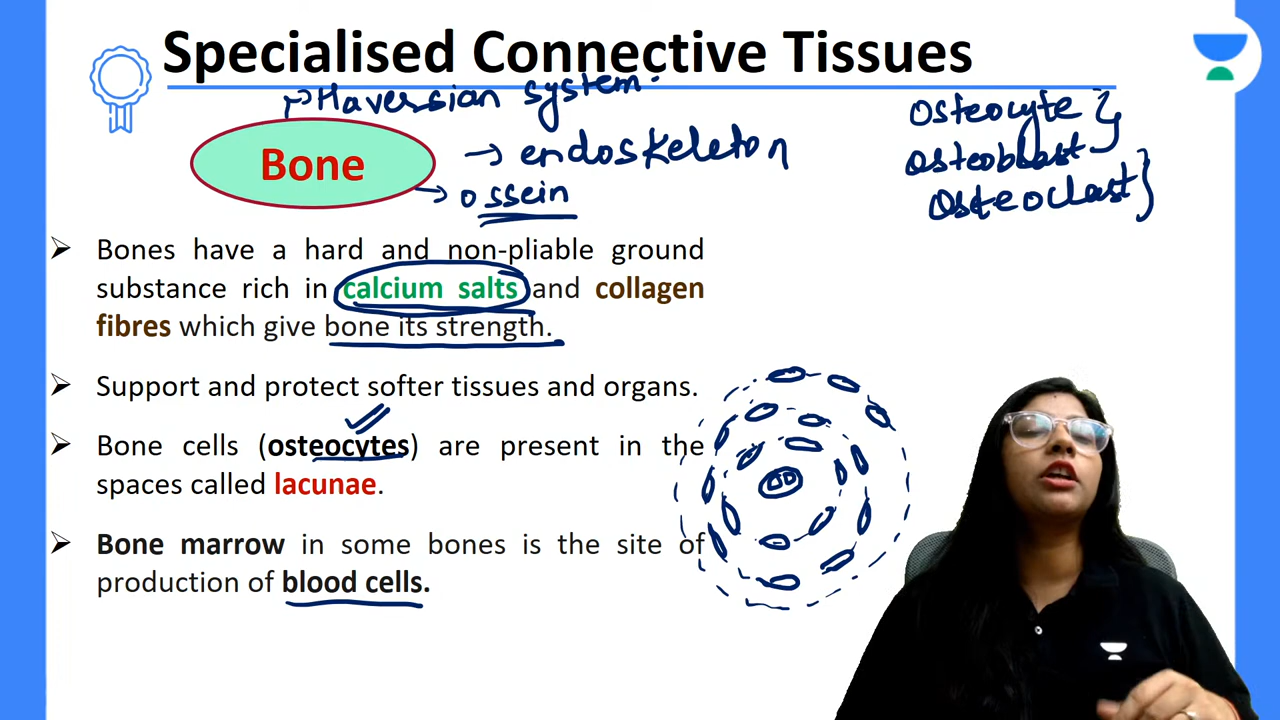 Specialised Connective Tissues
Haversian system.
Bone
→ endoskeleton
→ ossein
Osteocyte
Osteoblast
Osteoclast
➢ Bones have a hard and non-pliable ground
substance rich in calcium salts and collagen
fibres which give bone its strength.
➢ Support and protect softer tissues and organs.
➢ Bone cells (osteocytes) are present in the
spaces called lacunae.
➢ Bone marrow in some bones is the site of
production of blood cells.